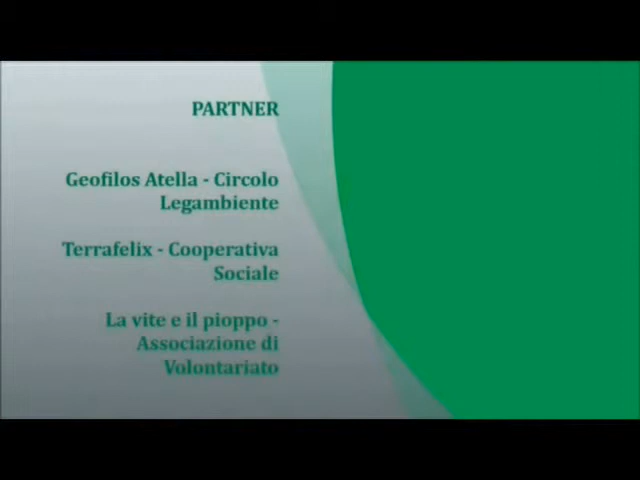 PARTNER
Geofilos Atella - Circolo
Legambiente
Terrafelix - Cooperativa
Sociale
La vite e il pioppo -
Associazione di
Volontariato